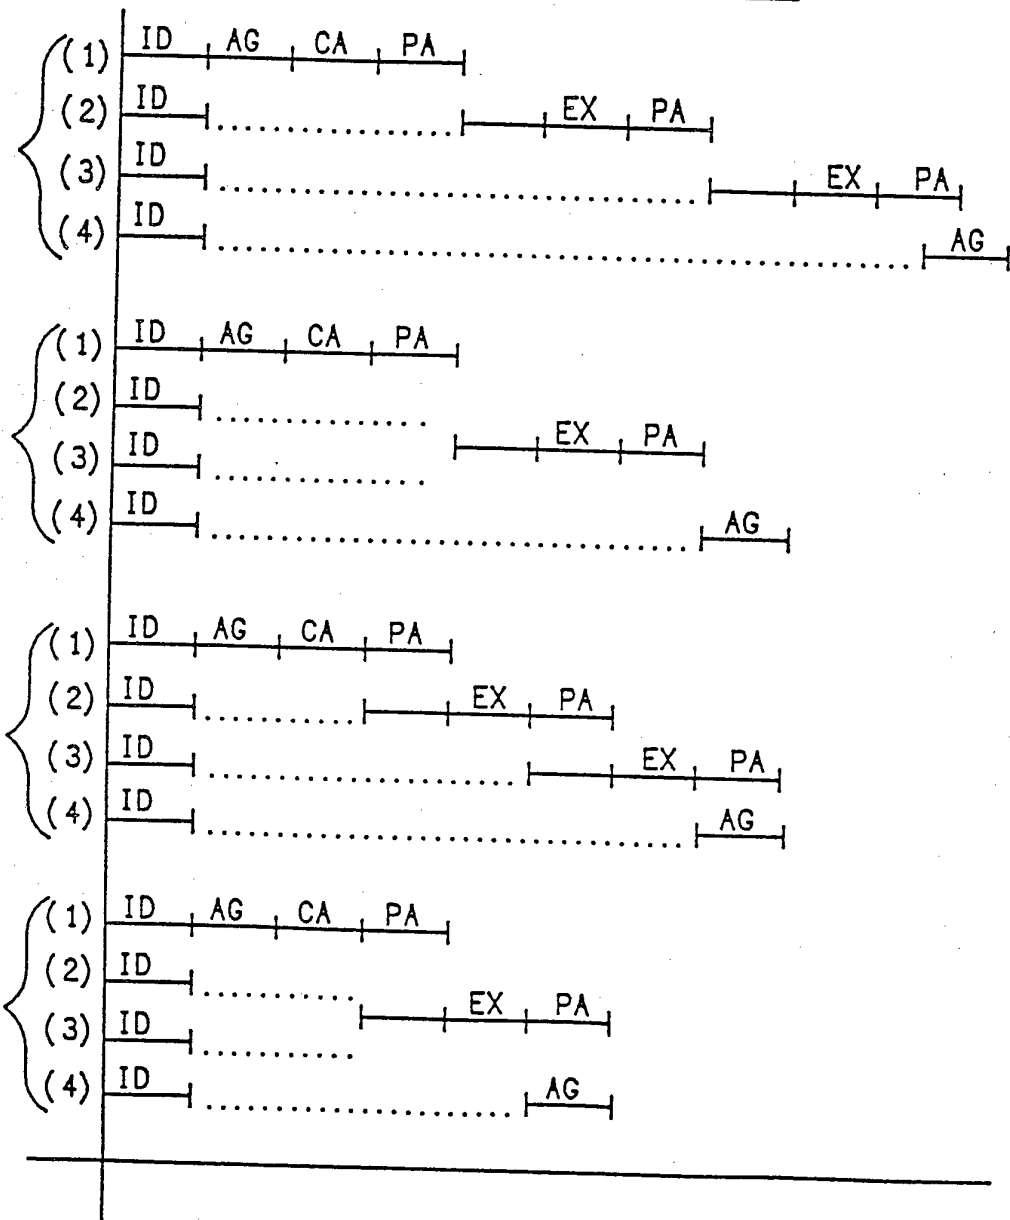 (1) ID AG CA PA
(2) ID EX PA
(3) ID EX PA
(4) ID AG
(1) ID AG CA PA
(2) ID
EX PA
(3) ID
(4) ID AG
(1) ID AG CA PA
(2) ID EX PA
(3) ID EX PA
(4) ID AG
(1) ID AG CA PA
(2) ID
EX PA
(3) ID
(4) ID AG